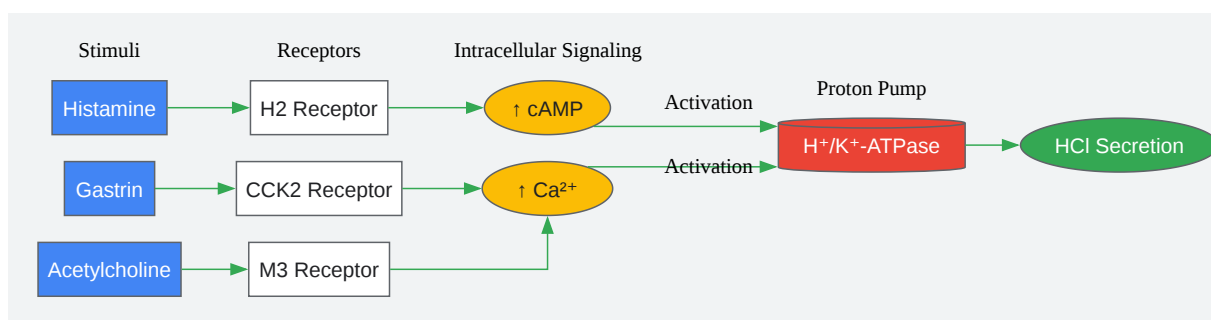 Stimuli
Receptors
Intracellular Signaling
Proton Pump
Histamine
H2 Receptor
↑ cAMP
Activation
H⁺/K⁺-ATPase
HCl Secretion
Gastrin
CCK2 Receptor
↑ Ca²⁺
Activation
Acetylcholine
M3 Receptor